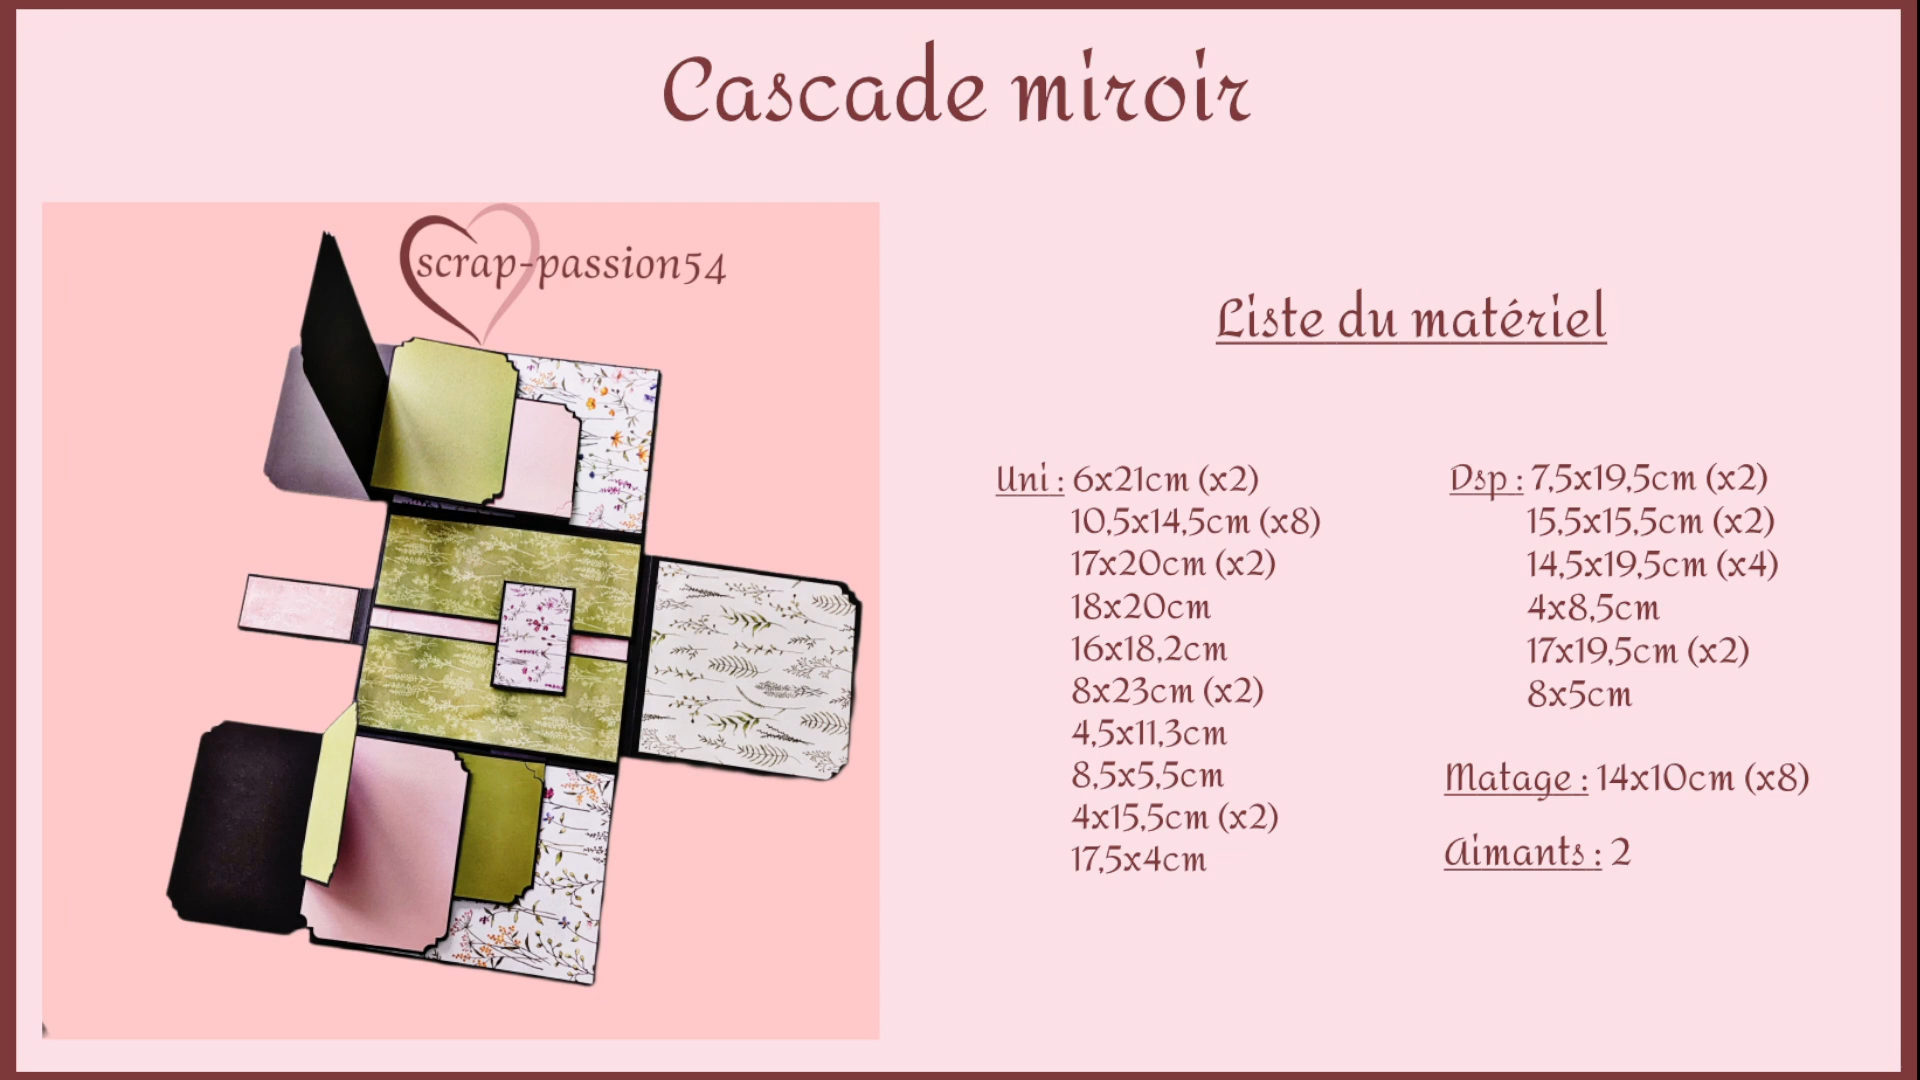 Cascade miroir
scrap-passion54
Liste du matériel
Uni : 6x21cm (x2)
10,5x14,5cm (x8)
17x20cm (x2)
18x20cm
16x18,2cm
8x23cm (x2)
4,5x11,3cm
8,5x5,5cm
4x15,5cm (x2)
17,5x4cm
Dsp : 7,5x19,5cm (x2)
15,5x15,5cm (x2)
14,5x19,5cm (x4)
4x8,5cm
17x19,5cm (x2)
8x5cm
Matage : 14x10cm (x8)
Aimants : 2